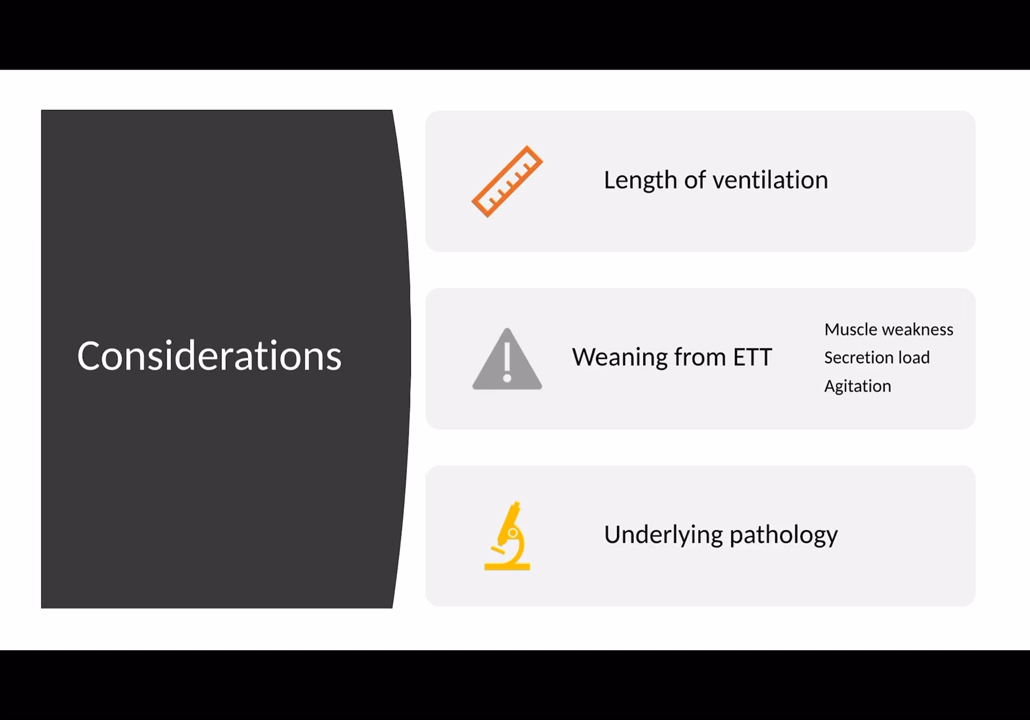 Considerations
Length of ventilation
Weaning from ETT
Muscle weakness
Secretion load
Agitation
Underlying pathology